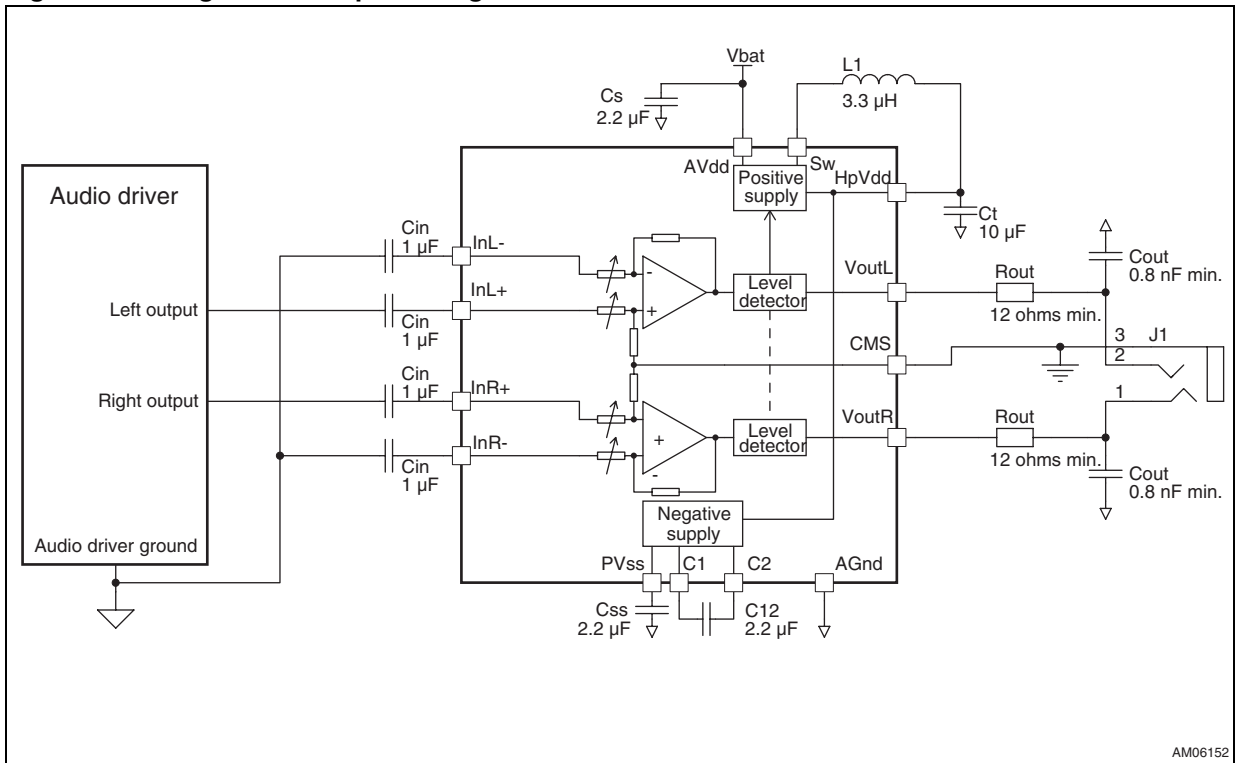 Vbat
L1
3.3 µH
Cs
2.2 µF
AVdd
Sw
HpVdd
Positive
supply
Ct
10 µF
Audio driver
Cin
1 µF
InL-
-
Level
detector
VoutL
Rout
12 ohms min.
Cout
0.8 nF min.
Left output
InL+
+
Cin
1 µF
CMS
3
J1
2
Cin
1 µF
Right output
InR+
+
Level
detector
VoutR
1
Rout
12 ohms min.
InR-
-
Cin
1 µF
Cout
0.8 nF min.
Negative
supply
Audio driver ground
PVss
C1
C2
AGnd
Css
2.2 µF
C12
2.2 µF
AM06152